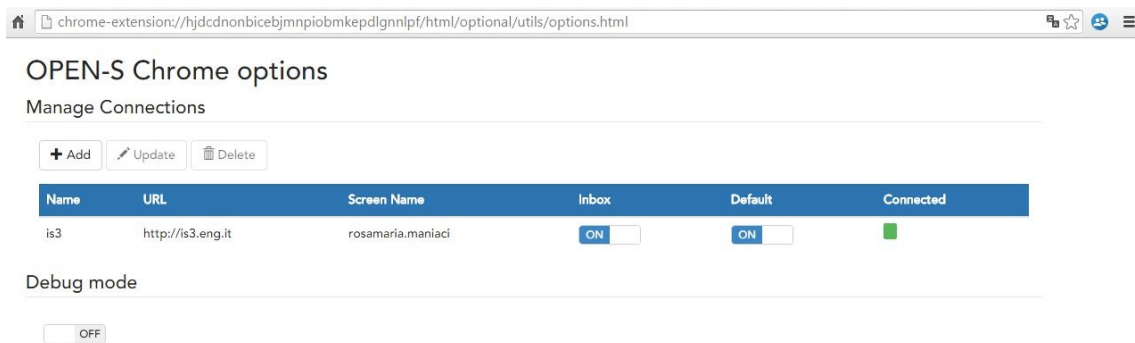 chrome-extension://hjdcdnonbicebjmnpiobmkepdlgnnlpf/html/optional/utils/options.html
OPEN-S Chrome options
Manage Connections
Add Update Delete
Name URL Screen Name Inbox Default Connected
is3 http://is3.eng.it rosamaria.maniaci ON ON
Debug mode
OFF